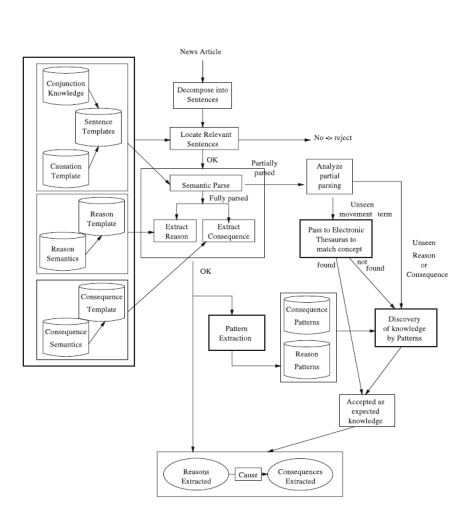 News Article
Conjunction
Knowledge
Decompose into
Sentences
Sentence
Templates
Locate Relevant
Sentences
No -> reject
OK
Causation
Template
Partially
parsed
Semantic Parse
Analyze
partial
parsing
Fully parsed
Reason
Template
Extract
Reason
Extract
Consequence
Unseen
movement term
Reason
Semantics
Pass to Electronic
Thesaurus to
match concept
Unseen
Reason
or
Consequence
found
not
found
OK
Consequence
Template
Consequence
Semantics
Pattern
Extraction
Consequence
Patterns
Reason
Patterns
Discovery
of knowledge
by Patterns
Accepted as
expected
knowledge
Reasons
Extracted
Cause
Consequences
Extracted